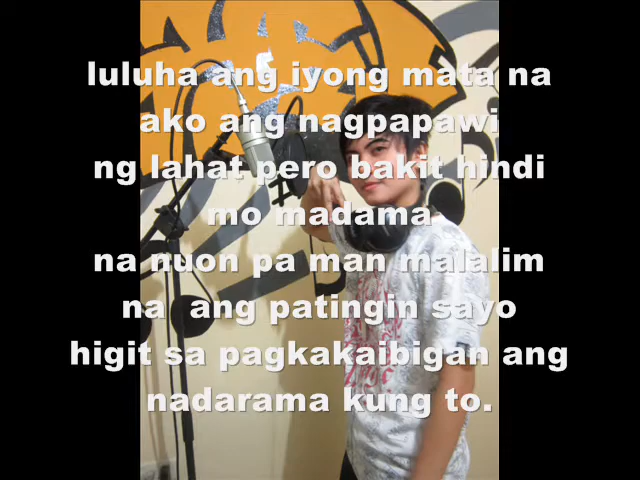 luluha ang iyong mata na
ako ang nagpapawi
ng lahat pero bakit hindi
mo madama
na nuon pa man malalim
na ang patingin sayo
higit sa pagkakaibigan ang
nadarama kung to.